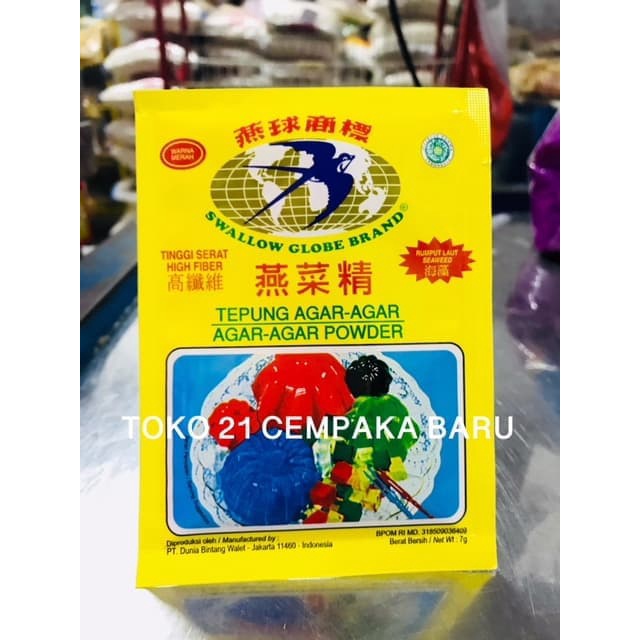 燕球商標
WARNA
MERAH
SWALLOW GLOBE BRAND®
TINGGI SERAT
HIGH FIBER
高纖維
燕菜精
RUMPUT LAUT
SEAWEED
海藻
TEPUNG AGAR-AGAR
AGAR-AGAR POWDER
TOKO 21 CEMPAKA BARU
Diproduksi oleh / Manufactured by :
PT. Dunia Bintang Walet - Jakarta 11460 - Indonesia
BPOM RI MD. 318509036409
Berat Bersih / Net Wt : 7g